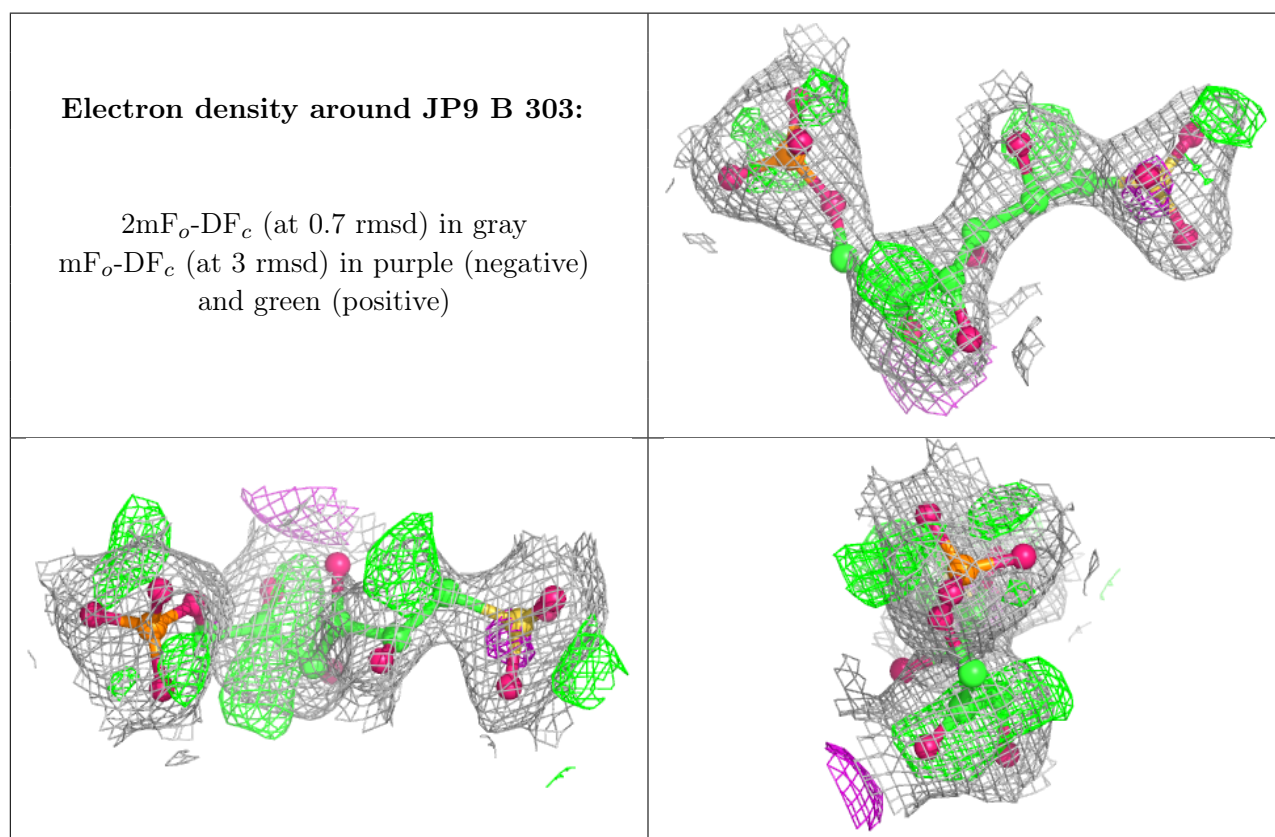 Electron density around JP9 B 303:
2mFo-DFc (at 0.7 rmsd) in gray
mFo-DFc (at 3 rmsd) in purple (negative)
and green (positive)